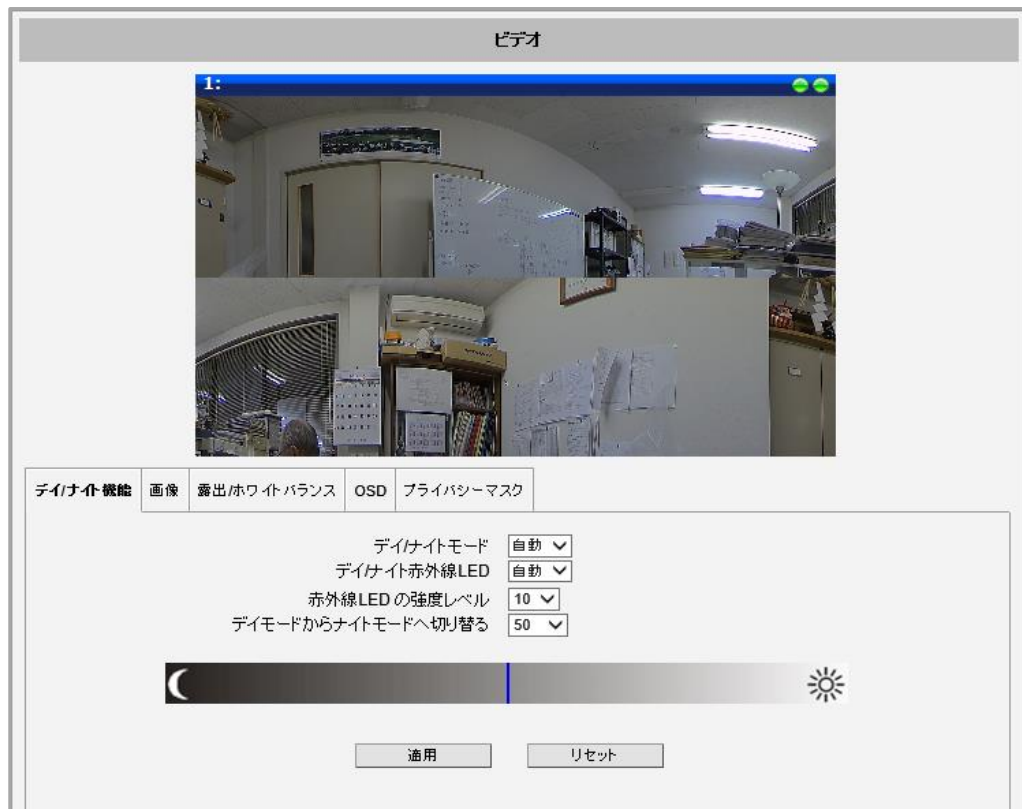 ビデオ
1:
デイ/ナイト機能 画像 露出/ホワイトバランス OSD プライバシーマスク
デイ/ナイトモード 自動
デイ/ナイト赤外線LED 自動
赤外線LED の強度レベル 10
デイモードからナイトモードへ切り替る 50
適用 リセット